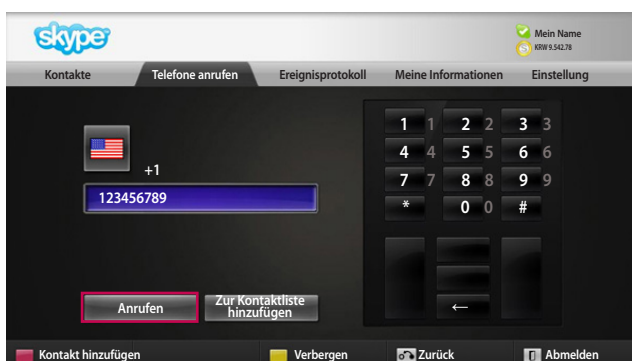 skype
Mein Name
KRW 9.542.78
Kontakte Telefone anrufen Ereignisprotokoll Meine Informationen Einstellung
+1
123456789
1 1 2 2 3 3
4 4 5 5 6 6
7 7 8 8 9 9
* 0 0 #
←
Anrufen
Zur Kontaktliste
hinzufügen
Kontakt hinzufügen Verbergen Zurück Abmelden